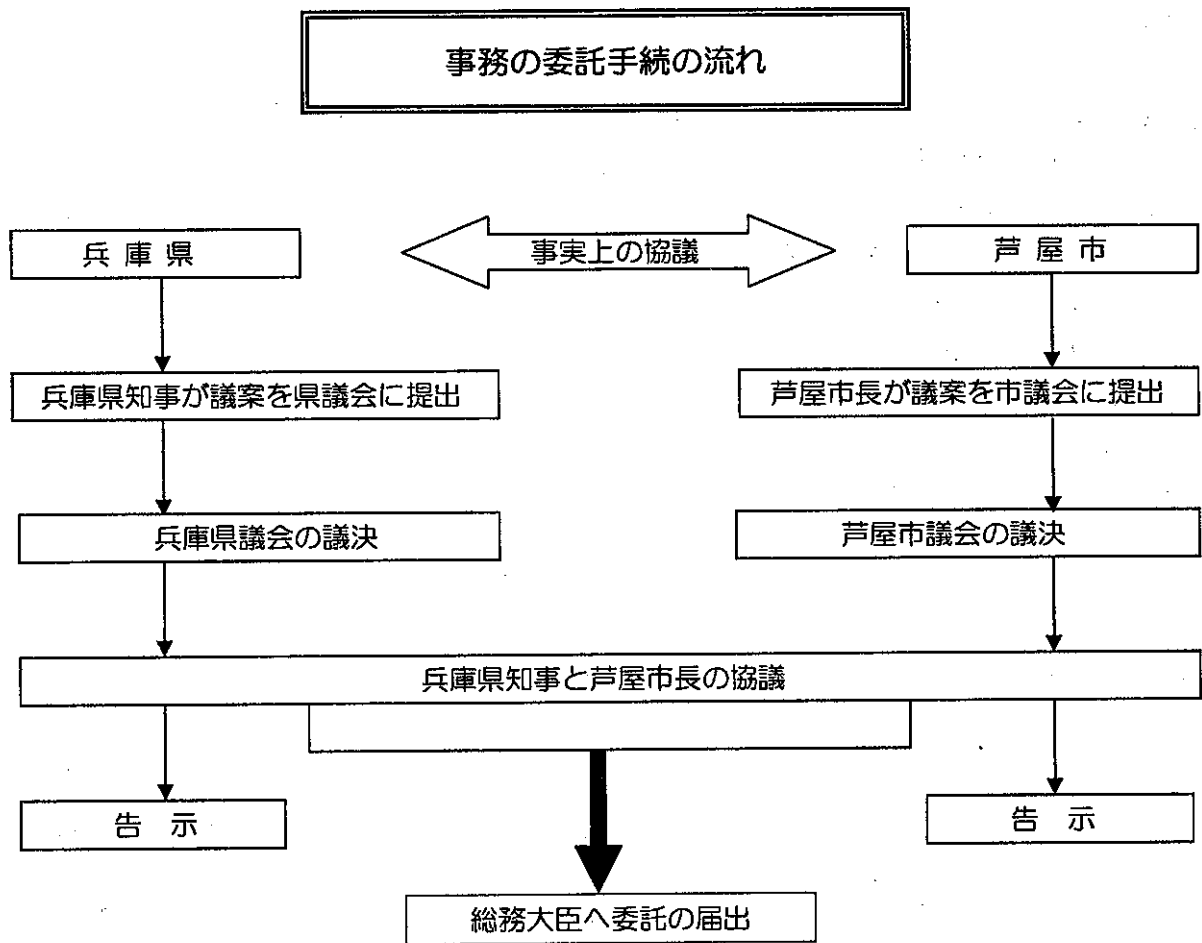 事務の委託手続の流れ
兵庫県
事実上の協議
芦屋市
兵庫県知事が議案を県議会に提出
芦屋市長が議案を市議会に提出
兵庫県議会の議決
芦屋市議会の議決
兵庫県知事と芦屋市長の協議
告示
告示
総務大臣へ委託の届出